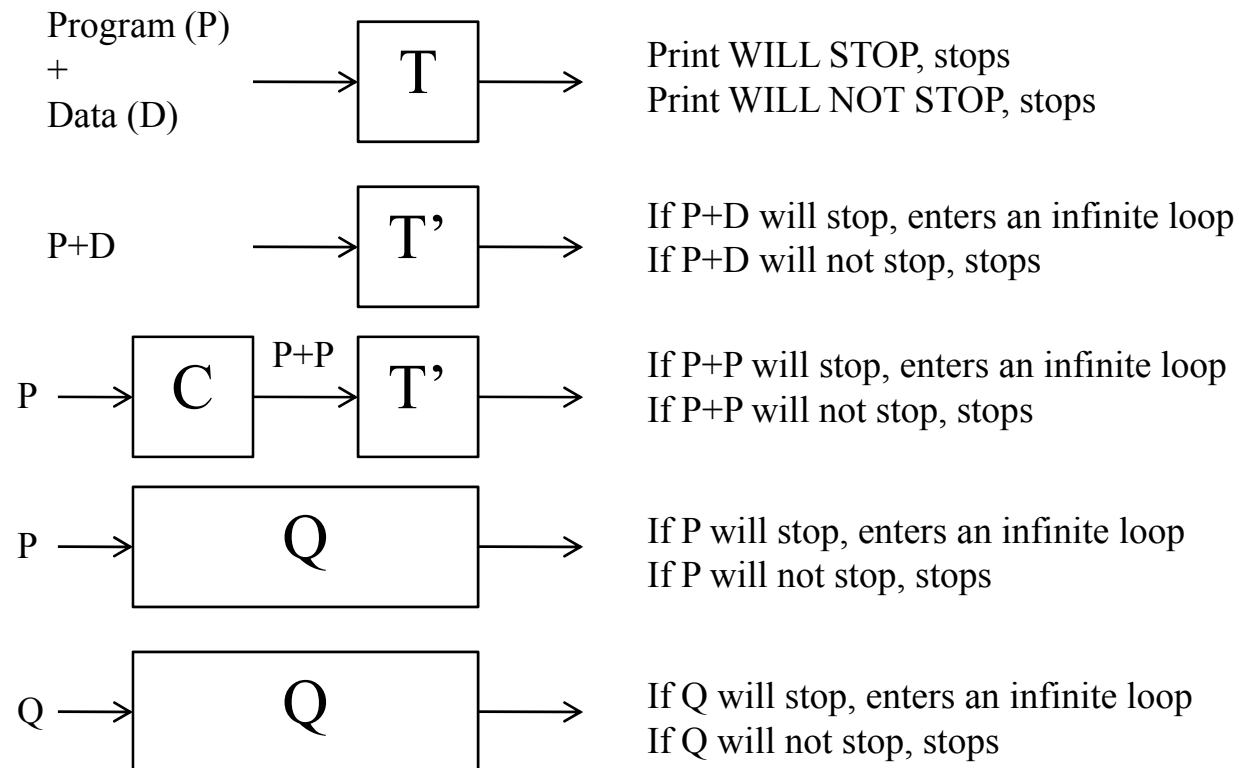 Program (P)
+
Data (D)
T
Print WILL STOP, stops
Print WILL NOT STOP, stops
P+D
T’
If P+D will stop, enters an infinite loop
If P+D will not stop, stops
P
C
P+P
T’
If P+P will stop, enters an infinite loop
If P+P will not stop, stops
P
Q
If P will stop, enters an infinite loop
If P will not stop, stops
Q
Q
If Q will stop, enters an infinite loop
If Q will not stop, stops